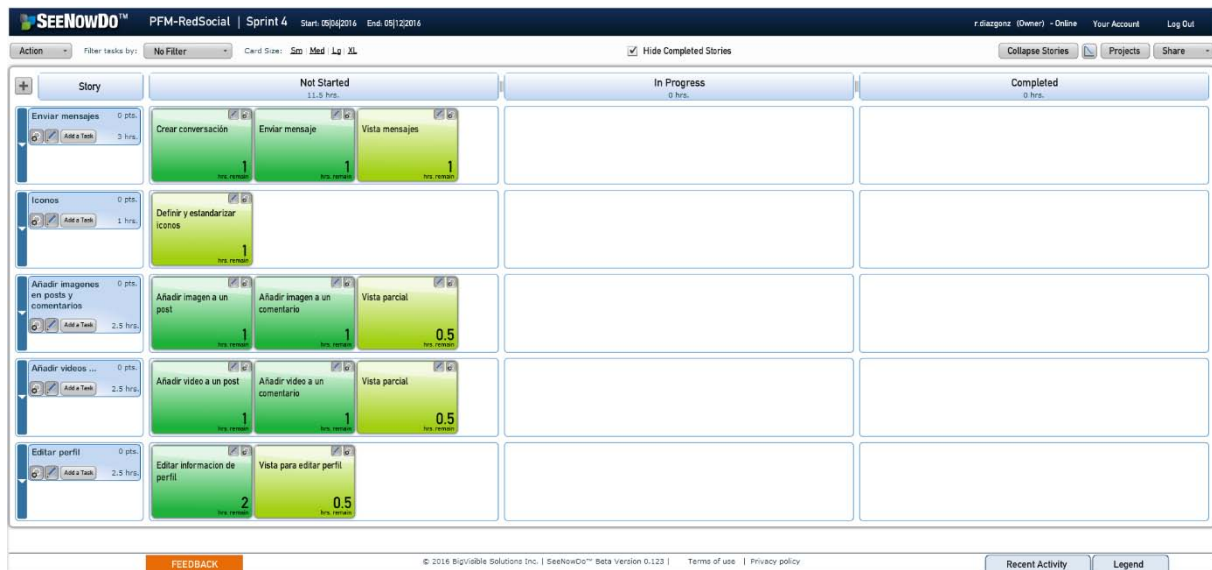 SEENOWDO™ PFM-RedSocial | Sprint 4 Start: 05|06|2016 End: 05|12|2016 r diazgonz (Owner) - Online Your Account Log Out
Action Filter tasks by: No Filter Card Size: Sm Med Lg XL Hide Completed Stories Collapse Stories Projects Share
+ Story Not Started In Progress Completed
11.5 hrs. 0 hrs. 0 hrs.
Enviar mensajes 0 pts.
Add a Task 3 hrs.
Crear conversación
1
hrs. remain
Enviar mensaje
1
hrs. remain
Vista mensajes
1
hrs. remain
Iconos 0 pts.
Add a Task 1 hrs.
Definir y estandarizar
iconos
1
hrs. remain
Añadir imagenes 0 pts.
en posts y
comentarios
Add a Task 2.5 hrs.
Añadir imagen a un
post
1
hrs. remain
Añadir imagen a un
comentario
1
hrs. remain
Vista parcial
0.5
hrs. remain
Añadir videos ... 0 pts.
Add a Task 2.5 hrs.
Añadir video a un post
1
hrs. remain
Añadir video a un
comentario
1
hrs. remain
Vista parcial
0.5
hrs. remain
Editar perfil 0 pts.
Add a Task 2.5 hrs.
Editar informacion de
perfil
2
hrs. remain
Vista para editar perfil
0.5
hrs. remain
FEEDBACK © 2016 BigVisible Solutions Inc. | SeeNowDo™ Beta Version 0.123 | Terms of use | Privacy policy Recent Activity Legend